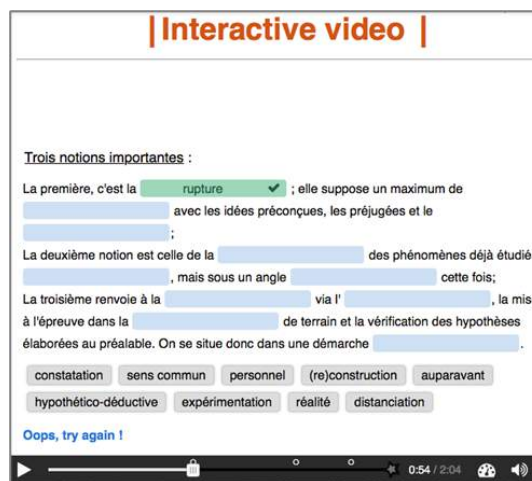 |Interactive video |
Trois notions importantes :
La première, c'est la rupture ✔ ; elle suppose un maximum de
avec les idées préconçues, les préjugées et le
;
La deuxième notion est celle de la des phénomènes déjà étudié
, mais sous un angle cette fois;
La troisième renvoie à la via l' , la mis
à l'épreuve dans la de terrain et la vérification des hypothèses
élaborées au préalable. On se situe donc dans une démarche .
constatation sens commun personnel (re)construction auparavant
hypothético-déductive expérimentation réalité distanciation
Oops, try again !
0:54 / 2:04